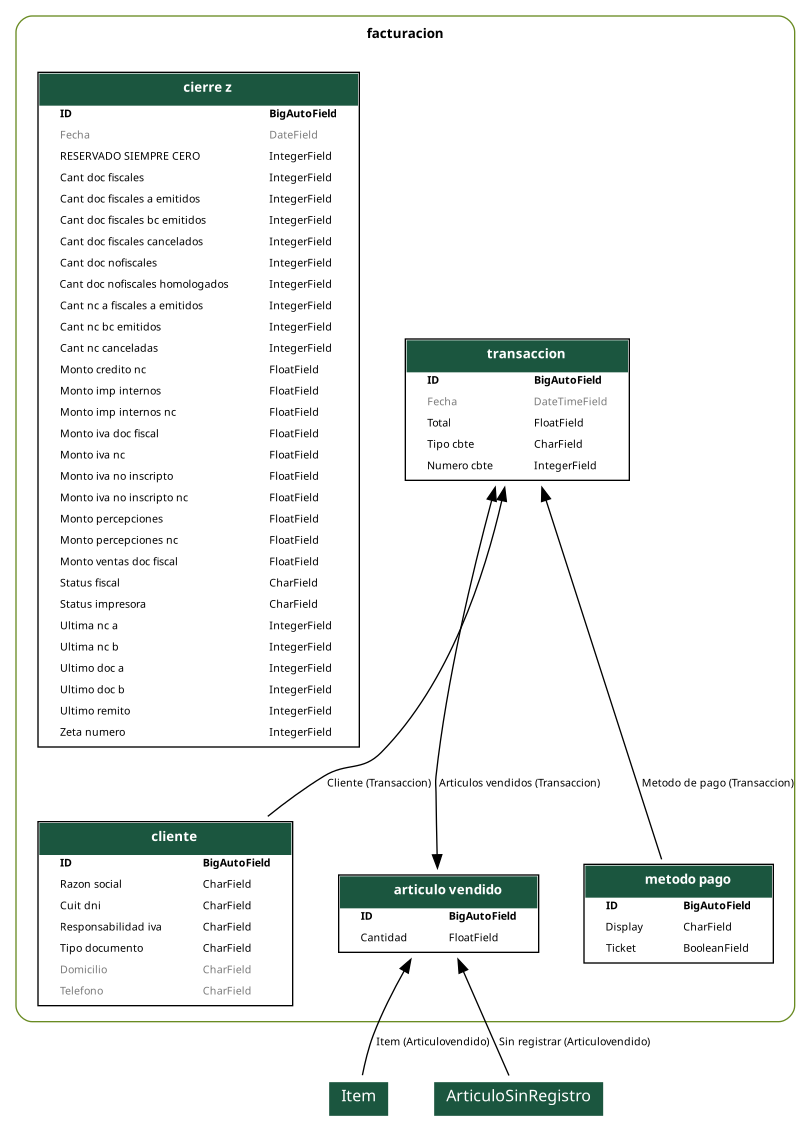 facturacion
cierre z
ID BigAutoField
Fecha DateField
RESERVADO SIEMPRE CERO IntegerField
Cant doc fiscales IntegerField
Cant doc fiscales a emitidos IntegerField
Cant doc fiscales bc emitidos IntegerField
Cant doc fiscales cancelados IntegerField
Cant doc nofiscales IntegerField
Cant doc nofiscales homologados IntegerField
Cant nc a fiscales a emitidos IntegerField
Cant nc bc emitidos IntegerField
Cant nc canceladas IntegerField
Monto credito nc FloatField
Monto imp internos FloatField
Monto imp internos nc FloatField
Monto iva doc fiscal FloatField
Monto iva nc FloatField
Monto iva no inscripto FloatField
Monto iva no inscripto nc FloatField
Monto percepciones FloatField
Monto percepciones nc FloatField
Monto ventas doc fiscal FloatField
Status fiscal CharField
Status impresora CharField
Ultima nc a IntegerField
Ultima nc b IntegerField
Ultimo doc a IntegerField
Ultimo doc b IntegerField
Ultimo remito IntegerField
Zeta numero IntegerField
transaccion
ID BigAutoField
Fecha DateTimeField
Total FloatField
Tipo cbte CharField
Numero cbte IntegerField
Cliente (Transaccion)
Articulos vendidos (Transaccion)
Metodo de pago (Transaccion)
cliente
ID BigAutoField
Razon social CharField
Cuit dni CharField
Responsabilidad iva CharField
Tipo documento CharField
Domicilio CharField
Telefono CharField
articulo vendido
ID BigAutoField
Cantidad FloatField
metodo pago
ID BigAutoField
Display CharField
Ticket BooleanField
Item (Articulovendido)
Sin registrar (Articulovendido)
Item
ArticuloSinRegistro